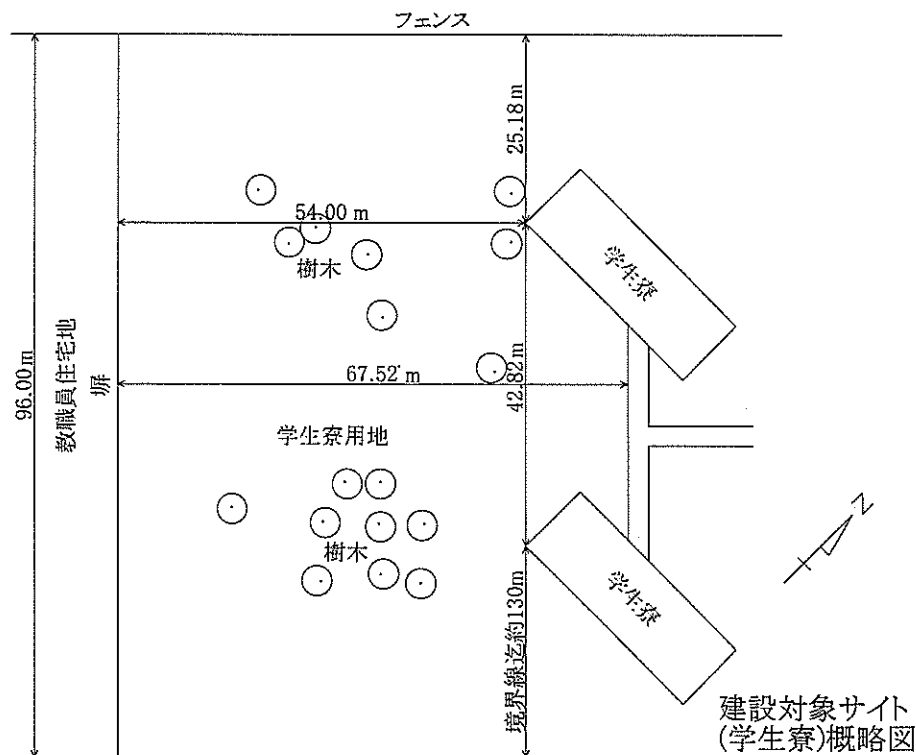 フェンス
25.18 m
54.00 m
樹木
学生寮
96.00 m
教職員住宅地
塀
67.52 m
42.82 m
学生寮用地
樹木
学生寮
境界線迄約130m
N
建設対象サイト
(学生寮)概略図